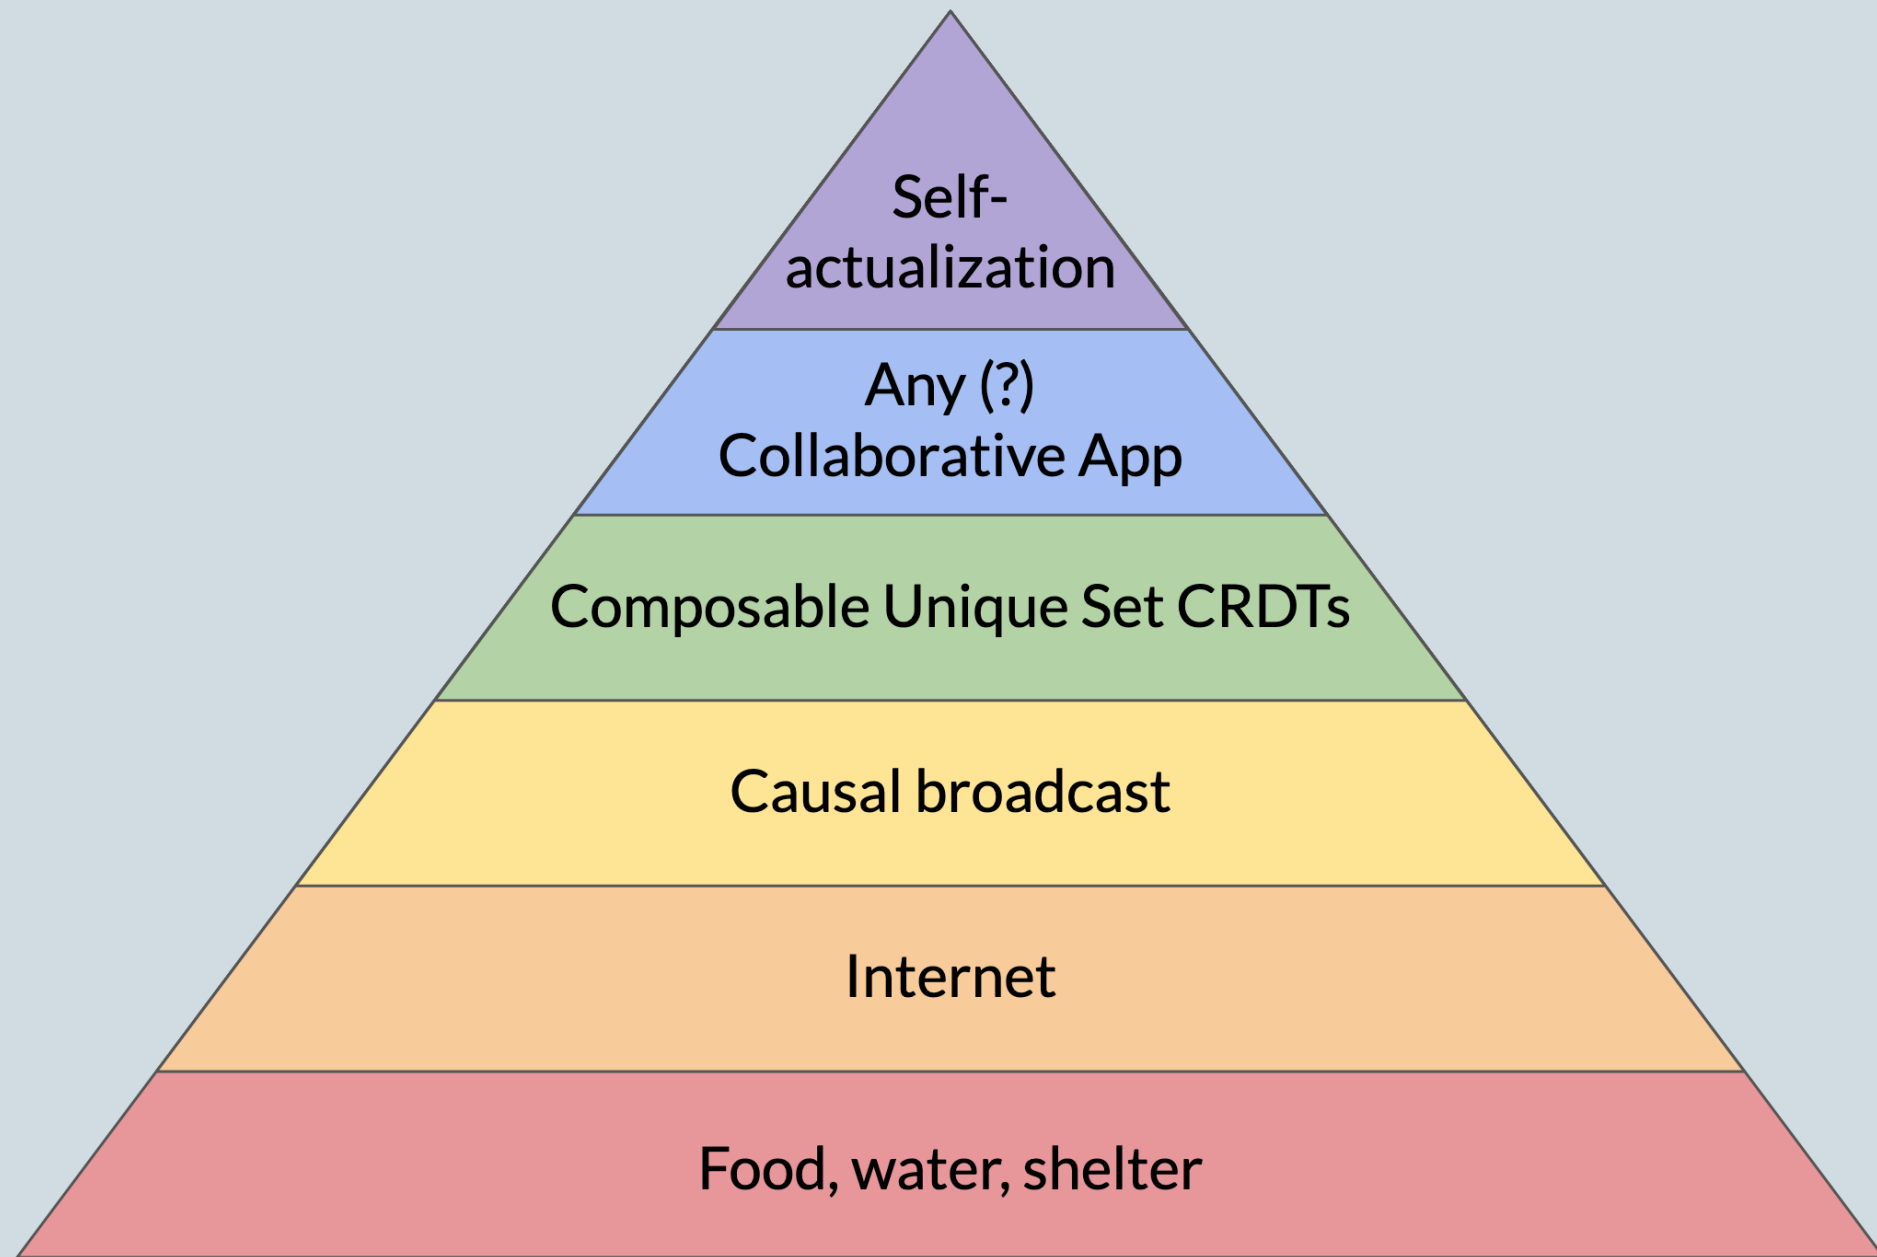 Self-
actualization
Any (?)
Collaborative App
Composable Unique Set CRDTs
Causal broadcast
Internet
Food, water, shelter